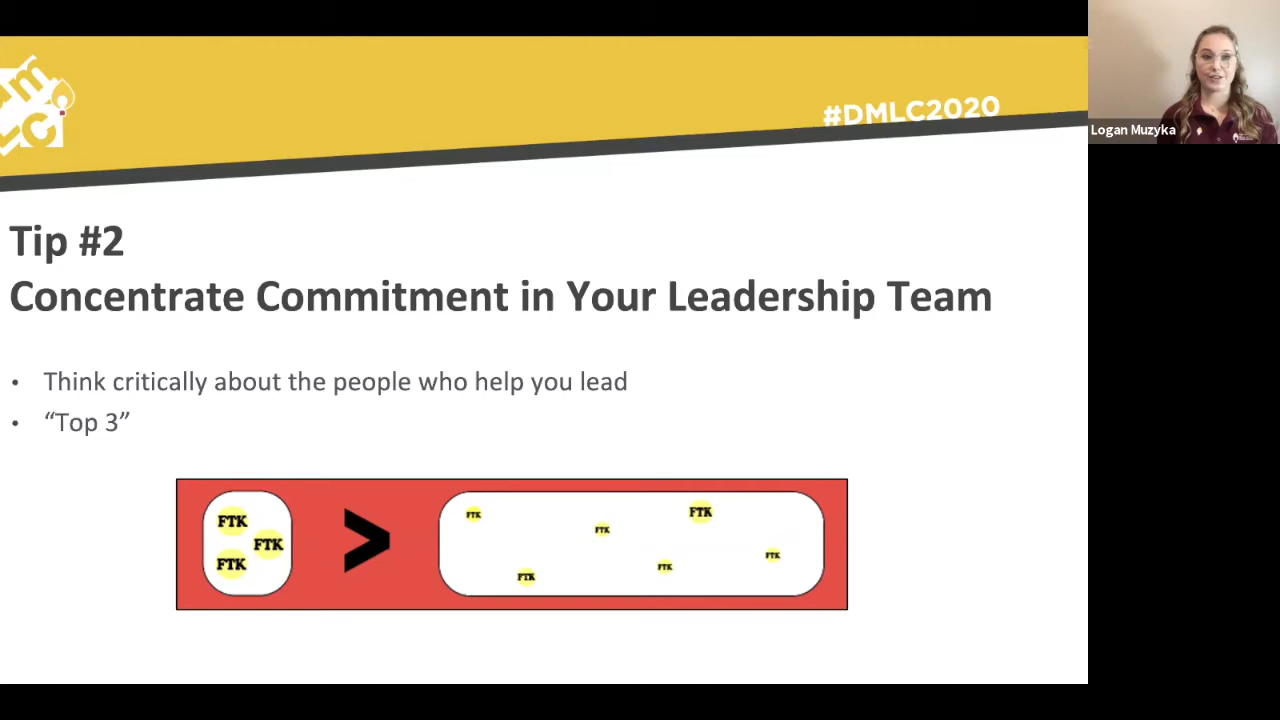 #DMLC2020
Logan Muzyka
Tip #2
Concentrate Commitment in Your Leadership Team
• Think critically about the people who help you lead
• “Top 3”
FTK
FTK
FTK
>
FTK
FTK
FTK
FTK
FTK
FTK